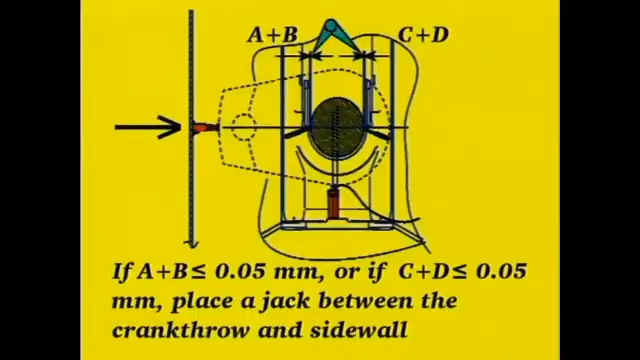 A+B C+D
If A+B≤ 0.05 mm, or if C+D≤ 0.05
mm, place a jack between the
crankthrow and sidewall